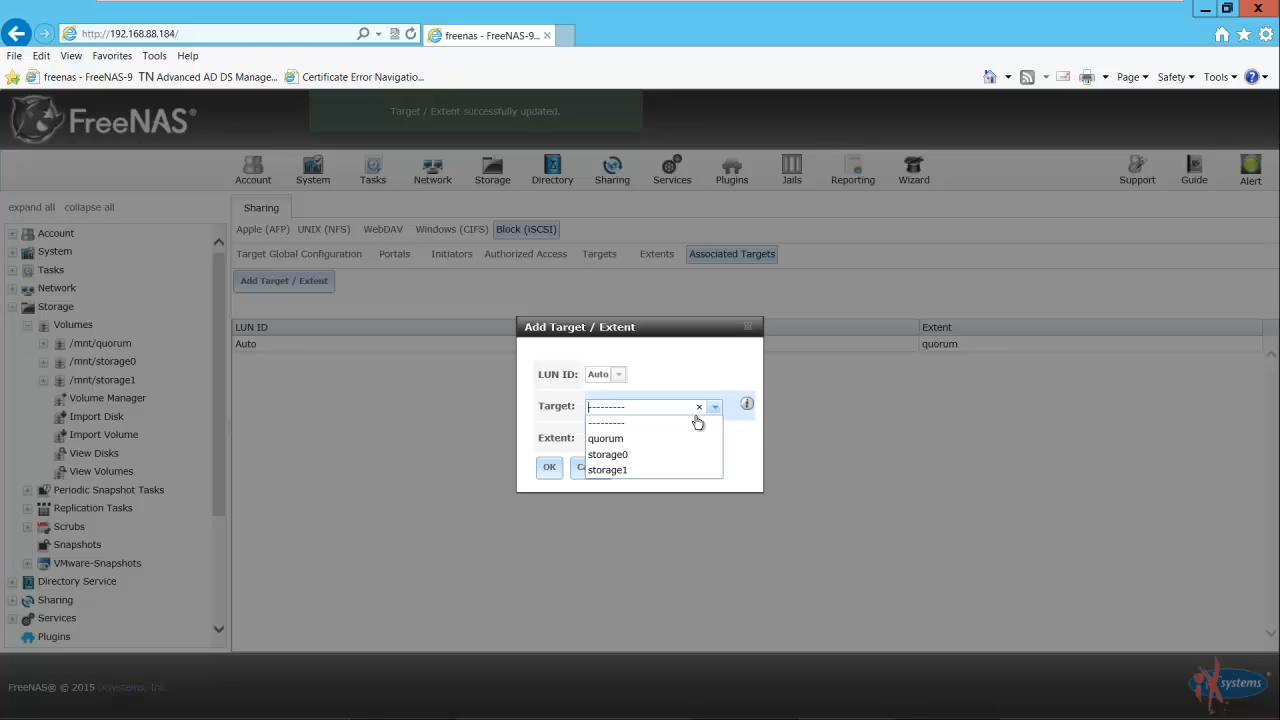 http://192.168.88.184/
freenas - FreeNAS-9...
File Edit View Favorites Tools Help
freenas - FreeNAS-9 TN Advanced AD DS Manage... Certificate Error Navigatio...
Page Safety Tools
FreeNAS®
Target / Extent successfully updated.
Account System Tasks Network Storage Directory Sharing Services Plugins Jails Reporting Wizard Support Guide Alert
expand all collapse all
Account
System
Tasks
Network
Storage
Volumes
/mnt/quorum
/mnt/storage0
/mnt/storage1
Volume Manager
Import Disk
Import Volume
View Disks
View Volumes
Periodic Snapshot Tasks
Replication Tasks
Scrubs
Snapshots
VMware-Snapshots
Directory Service
Sharing
Services
Plugins
Sharing
Apple (AFP) UNIX (NFS) WebDAV Windows (CIFS) Block (iSCSI)
Target Global Configuration Portals Initiators Authorized Access Targets Extents Associated Targets
Add Target / Extent
LUN ID Extent
Auto quorum
Add Target / Extent
LUN ID: Auto
Target: ---------
---------
quorum
storage0
storage1
Extent:
OK Ca
FreeNAS® © 2015 iXsystems, Inc.
iXsystems